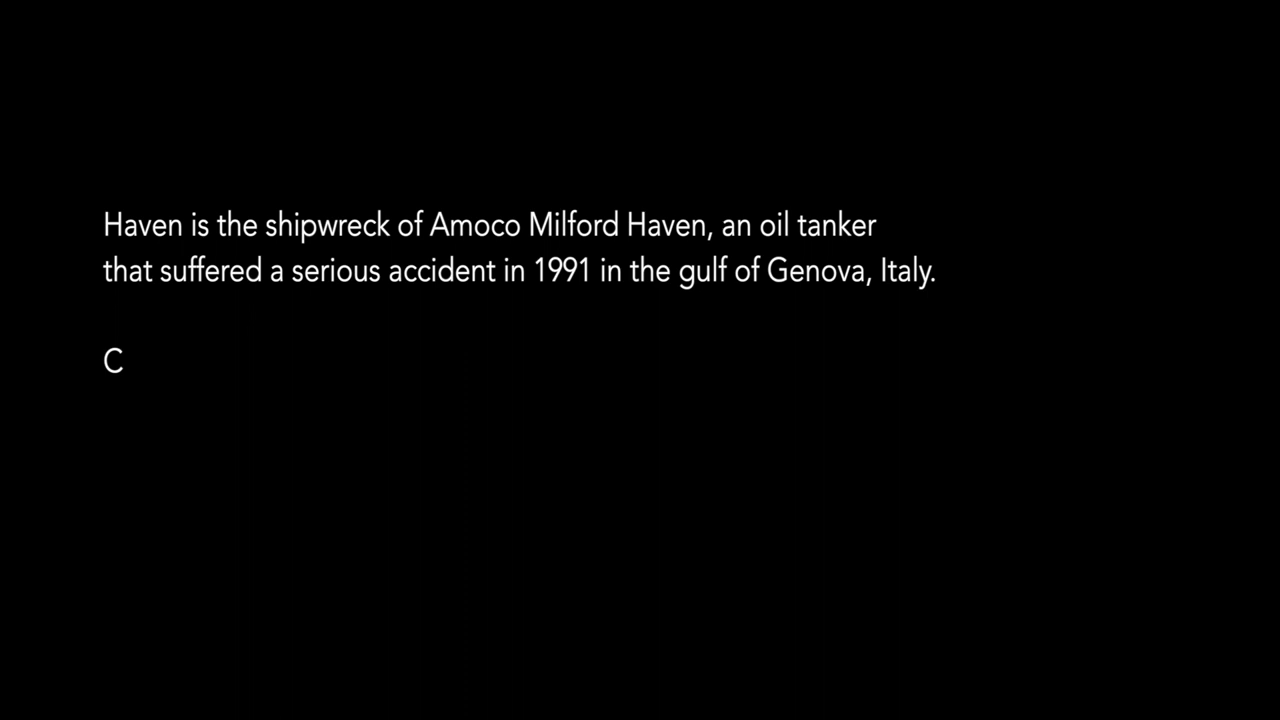 Haven is the shipwreck of Amoco Milford Haven, an oil tanker
that suffered a serious accident in 1991 in the gulf of Genova, Italy.
C